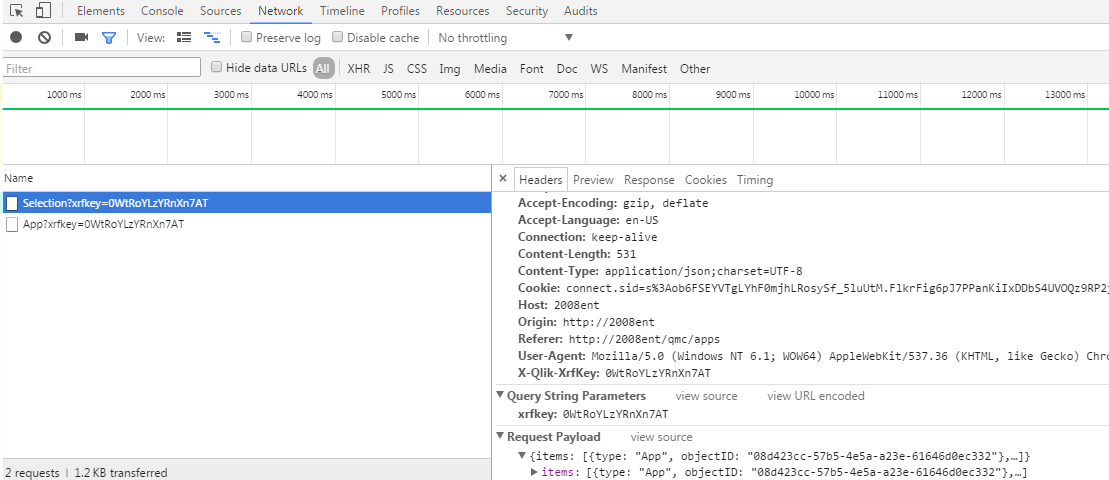 Elements Console Sources Network Timeline Profiles Resources Security Audits
View: Preserve log Disable cache No throttling
Filter Hide data URLs All XHR JS CSS Img Media Font Doc WS Manifest Other
1000 ms 2000 ms 3000 ms 4000 ms 5000 ms 6000 ms 7000 ms 8000 ms 9000 ms 10000 ms 11000 ms 12000 ms 13000 ms
Name
Selection?xrfkey=0WtRoYLzYRnXn7AT
App?xrfkey=0WtRoYLzYRnXn7AT
2 requests | 1.2 KB transferred
× Headers Preview Response Cookies Timing
Accept-Encoding: gzip, deflate
Accept-Language: en-US
Connection: keep-alive
Content-Length: 531
Content-Type: application/json;charset=UTF-8
Cookie: connect.sid=s%3Aob6FSEYVTgLYhF0mjhLRosySf_5luUtM.FlkrFig6pJ7PPanKiIxDDbS4UVOQz9RP2j
Host: 2008ent
Origin: http://2008ent
Referer: http://2008ent/qmc/apps
User-Agent: Mozilla/5.0 (Windows NT 6.1; WOW64) AppleWebKit/537.36 (KHTML, like Gecko) Chro
X-Qlik-XrfKey: 0WtRoYLzYRnXn7AT
Query String Parameters view source view URL encoded
xrfkey: 0WtRoYLzYRnXn7AT
Request Payload view source
{items: [{type: "App", objectID: "08d423cc-57b5-4e5a-a23e-61646d0ec332"},…]}
items: [{type: "App", objectID: "08d423cc-57b5-4e5a-a23e-61646d0ec332"},…]